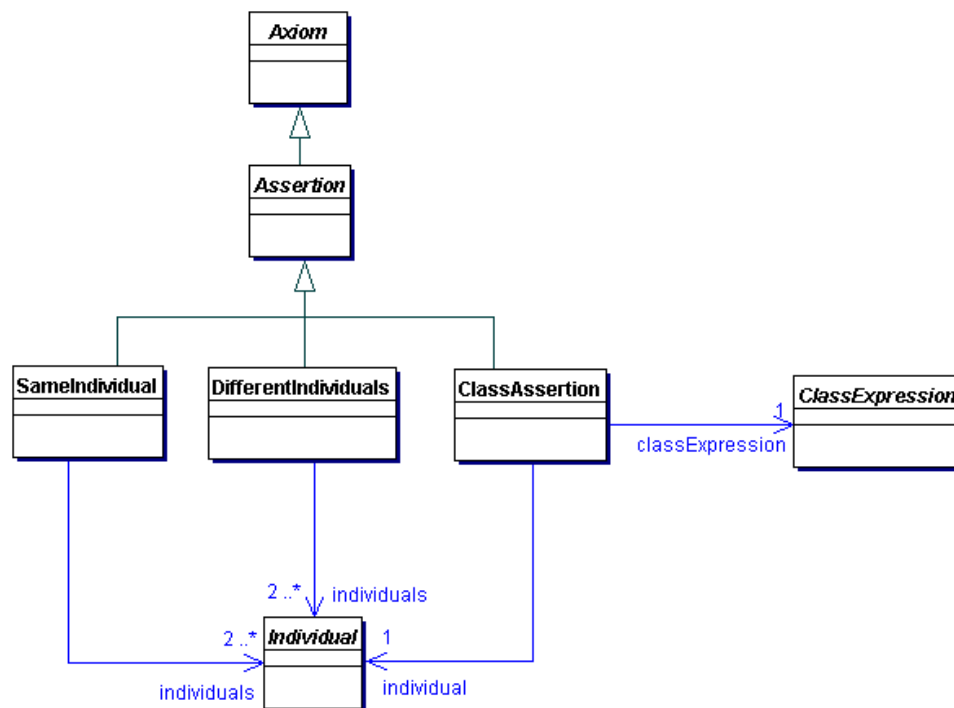 Axiom
Assertion
SameIndividual
DifferentIndividuals
ClassAssertion
ClassExpression
1
classExpression
2 ..*
individuals
2 ..*
Individual
1
individuals
individual